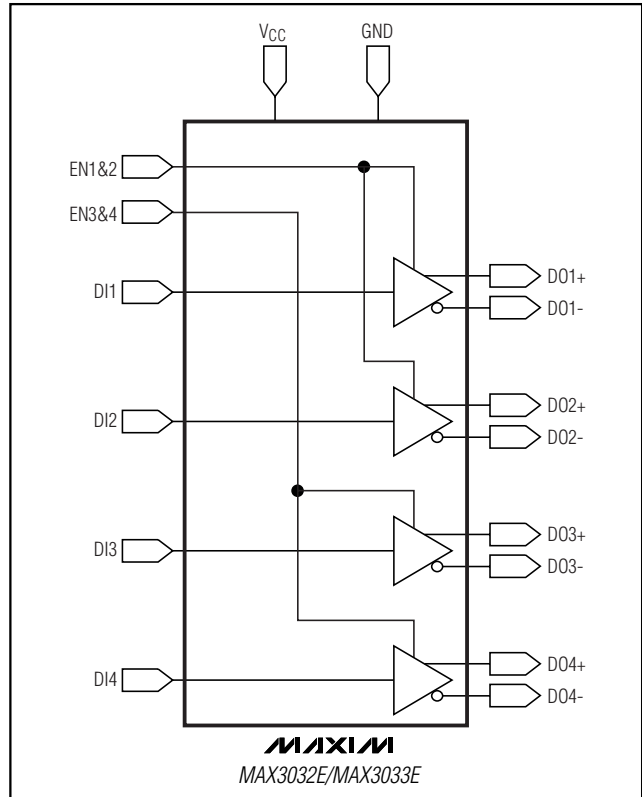 VCC GND
EN1&2
EN3&4
DI1
DO1+
DO1-
DI2
DO2+
DO2-
DI3
DO3+
DO3-
DI4
DO4+
DO4-
MAXIM
MAX3032E/MAX3033E